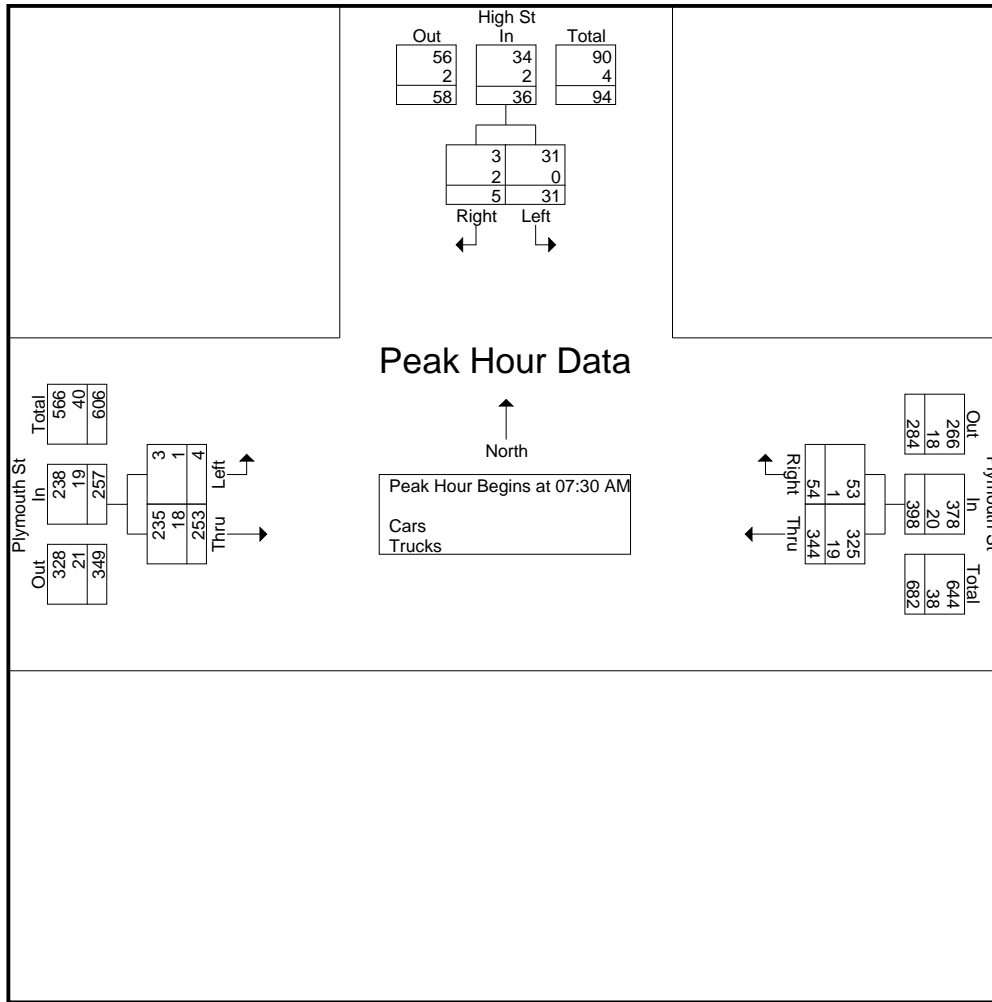 High St
Out In Total
56 34 90
2 2 4
58 36 94
3 31
2 0
5 31
Right Left
Peak Hour Data
North
Peak Hour Begins at 07:30 AM
Cars
Trucks
Plymouth St
Out In Total
328 238 566
21 19 40
349 257 606
235 3
18 1
253 4
Thru Left
Plymouth St
Out In Total
266 378 644
18 20 38
284 398 682
53 325
1 19
54 344
Right Thru